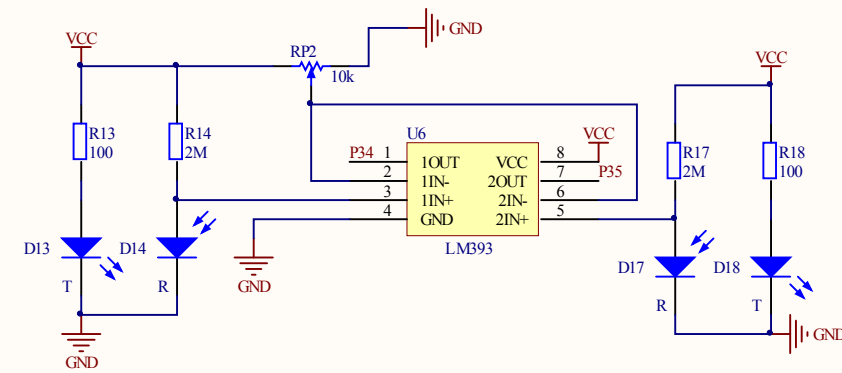 VCC
RP2
10k
GND
R13
100
R14
2M
U6
P34 1 1OUT VCC 8 VCC
2 1IN- 2OUT 7 P35
3 1IN+ 2IN- 6
4 GND 2IN+ 5
LM393
VCC
R17
2M
R18
100
D13
D14
T
R
GND
GND
D17
D18
R
T
GND